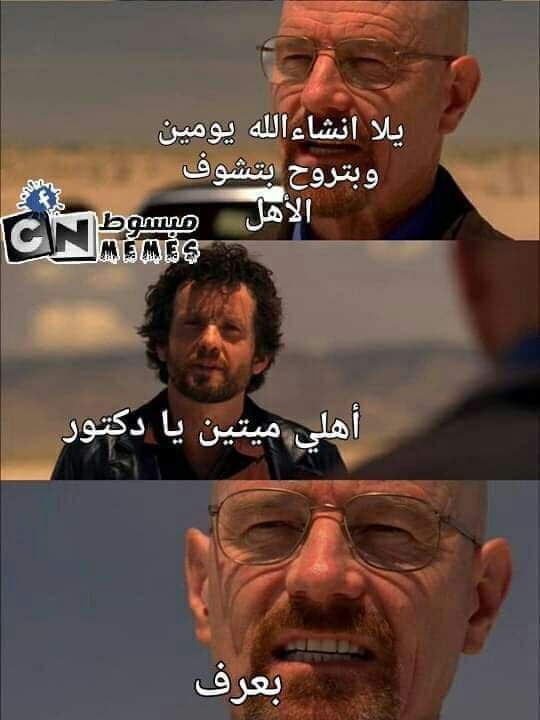 يلا انشاءالله يومين
وبتروح بتشوف
الأهل
f
CN
مبسوط
MEMES
أهلي ميتين يا دكتور
بعرف